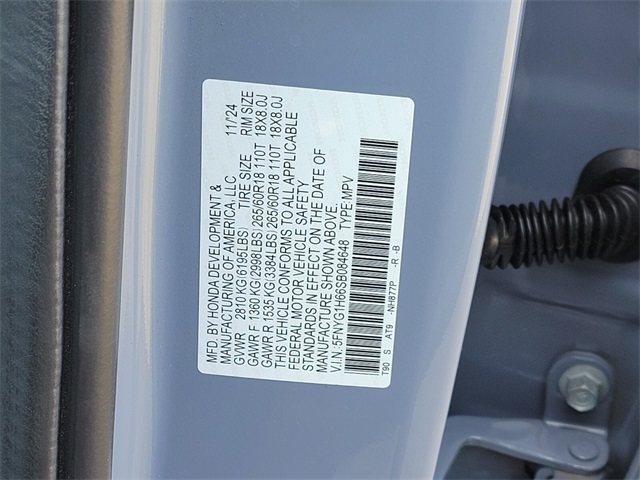 MFD. BY HONDA DEVELOPMENT &
MANUFACTURING OF AMERICA, LLC 11/24
GVWR 2810 KG(6195LBS) TIRE SIZE RIM SIZE
GAWR F 1360 KG(2998LBS) 265/60R18 110T 18X8.0J
GAWR R 1535 KG(3384LBS) 265/60R18 110T 18X8.0J
THIS VEHICLE CONFORMS TO ALL APPLICABLE
FEDERAL MOTOR VEHICLE SAFETY
STANDARDS IN EFFECT ON THE DATE OF
MANUFACTURE SHOWN ABOVE.
V.I.N.:5FNYG1H66SB084648 TYPE:MPV
T90 S AT9 -NH877P -R -B